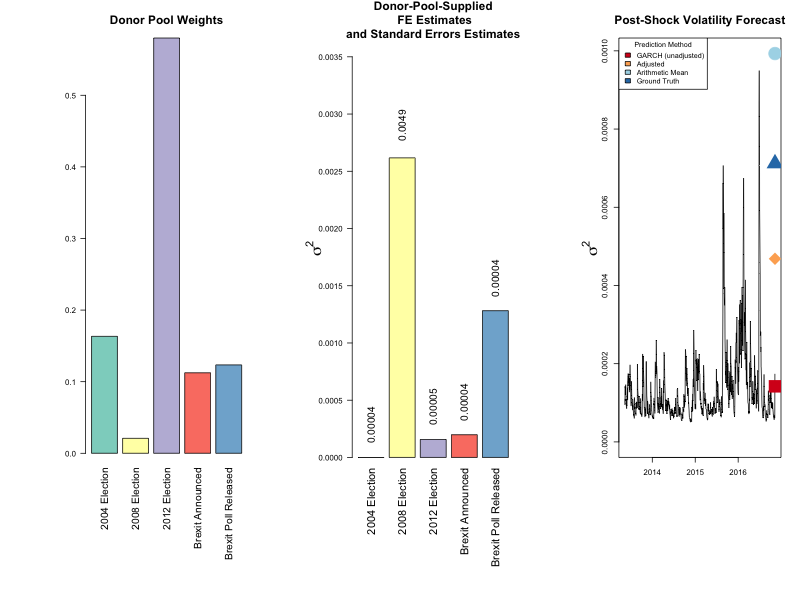 Donor Pool Weights
0.5
0.4
0.3
0.2
0.1
0.0
2004 Election
2008 Election
2012 Election
Brexit Announced
Brexit Poll Released
Donor-Pool-Supplied
FE Estimates
and Standard Errors Estimates
σ²
0.0035
0.0030
0.0025
0.0020
0.0015
0.0010
0.0005
0.0000
0.00004
0.0049
0.00005
0.00004
0.00004
2004 Election
2008 Election
2012 Election
Brexit Announced
Brexit Poll Released
Post-Shock Volatility Forecast
σ²
0.0010
0.0008
0.0006
0.0004
0.0002
0.0000
Prediction Method
GARCH (unadjusted)
Adjusted
Arithmetic Mean
Ground Truth
2014
2015
2016